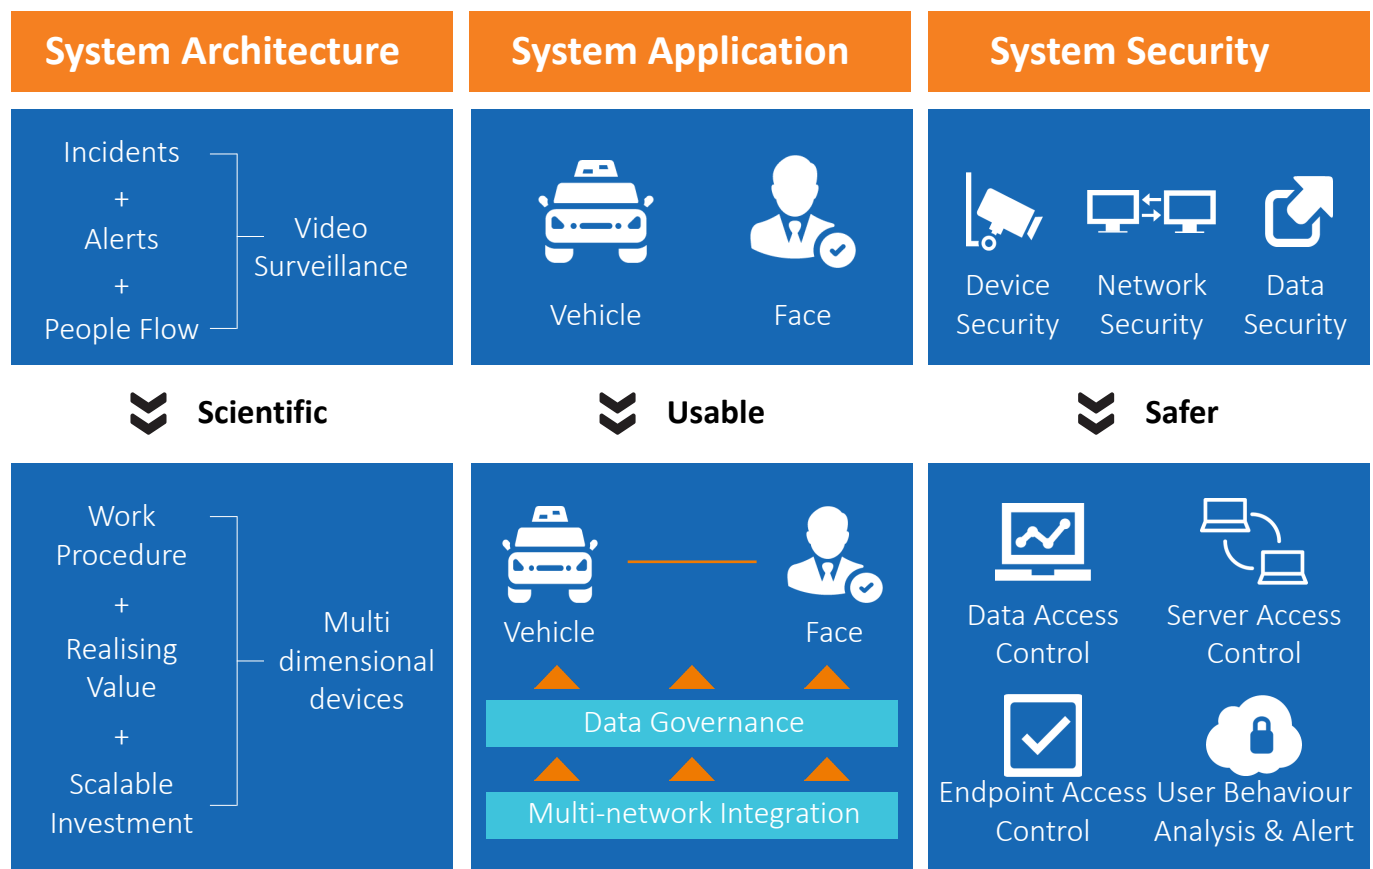 System Architecture
System Application
System Security
Incidents
+
Alerts
+
People Flow
Video
Surveillance
Vehicle
Face
Device
Security
Network
Security
Data
Security
Scientific
Usable
Safer
Work
Procedure
+
Realising
Value
+
Scalable
Investment
Multi
dimensional
devices
Vehicle
Face
Data Governance
Multi-network Integration
Data Access
Control
Server Access
Control
Endpoint Access
Control
User Behaviour
Analysis & Alert